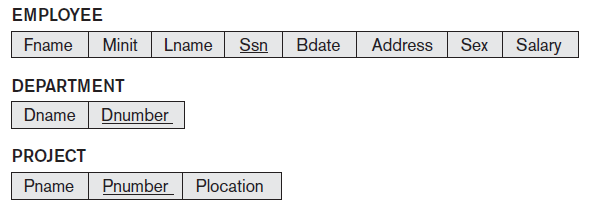 EMPLOYEE
Fname Minit Lname Ssn Bdate Address Sex Salary
DEPARTMENT
Dname Dnumber
PROJECT
Pname Pnumber Plocation